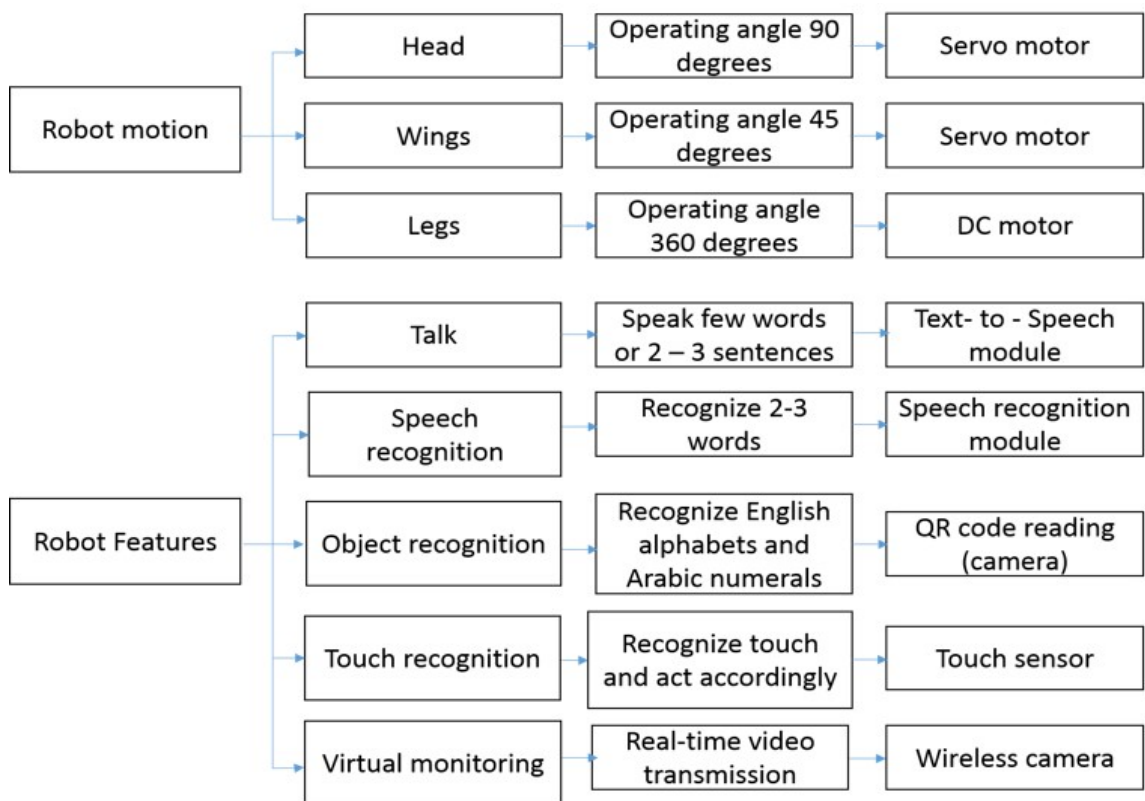 Robot motion
Head
Operating angle 90
degrees
Servo motor
Wings
Operating angle 45
degrees
Servo motor
Legs
Operating angle
360 degrees
DC motor
Robot Features
Talk
Speak few words
or 2 – 3 sentences
Text- to - Speech
module
Speech
recognition
Recognize 2-3
words
Speech recognition
module
Object recognition
Recognize English
alphabets and
Arabic numerals
QR code reading
(camera)
Touch recognition
Recognize touch
and act accordingly
Touch sensor
Virtual monitoring
Real-time video
transmission
Wireless camera